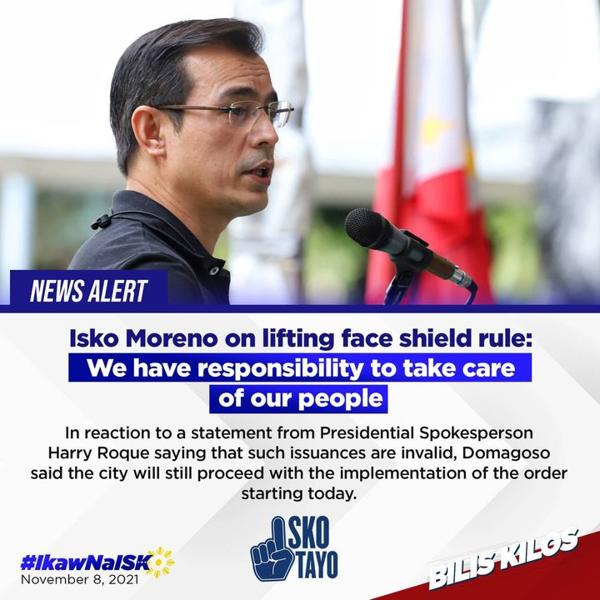 NEWS ALERT
Isko Moreno on lifting face shield rule:
We have responsibility to take care
of our people
In reaction to a statement from Presidential Spokesperson
Harry Roque saying that such issuances are invalid, Domagoso
said the city will still proceed with the implementation of the order
starting today.
ISKO
TAYO
#IkawNaISKO
November 8, 2021
BILIS KILOS